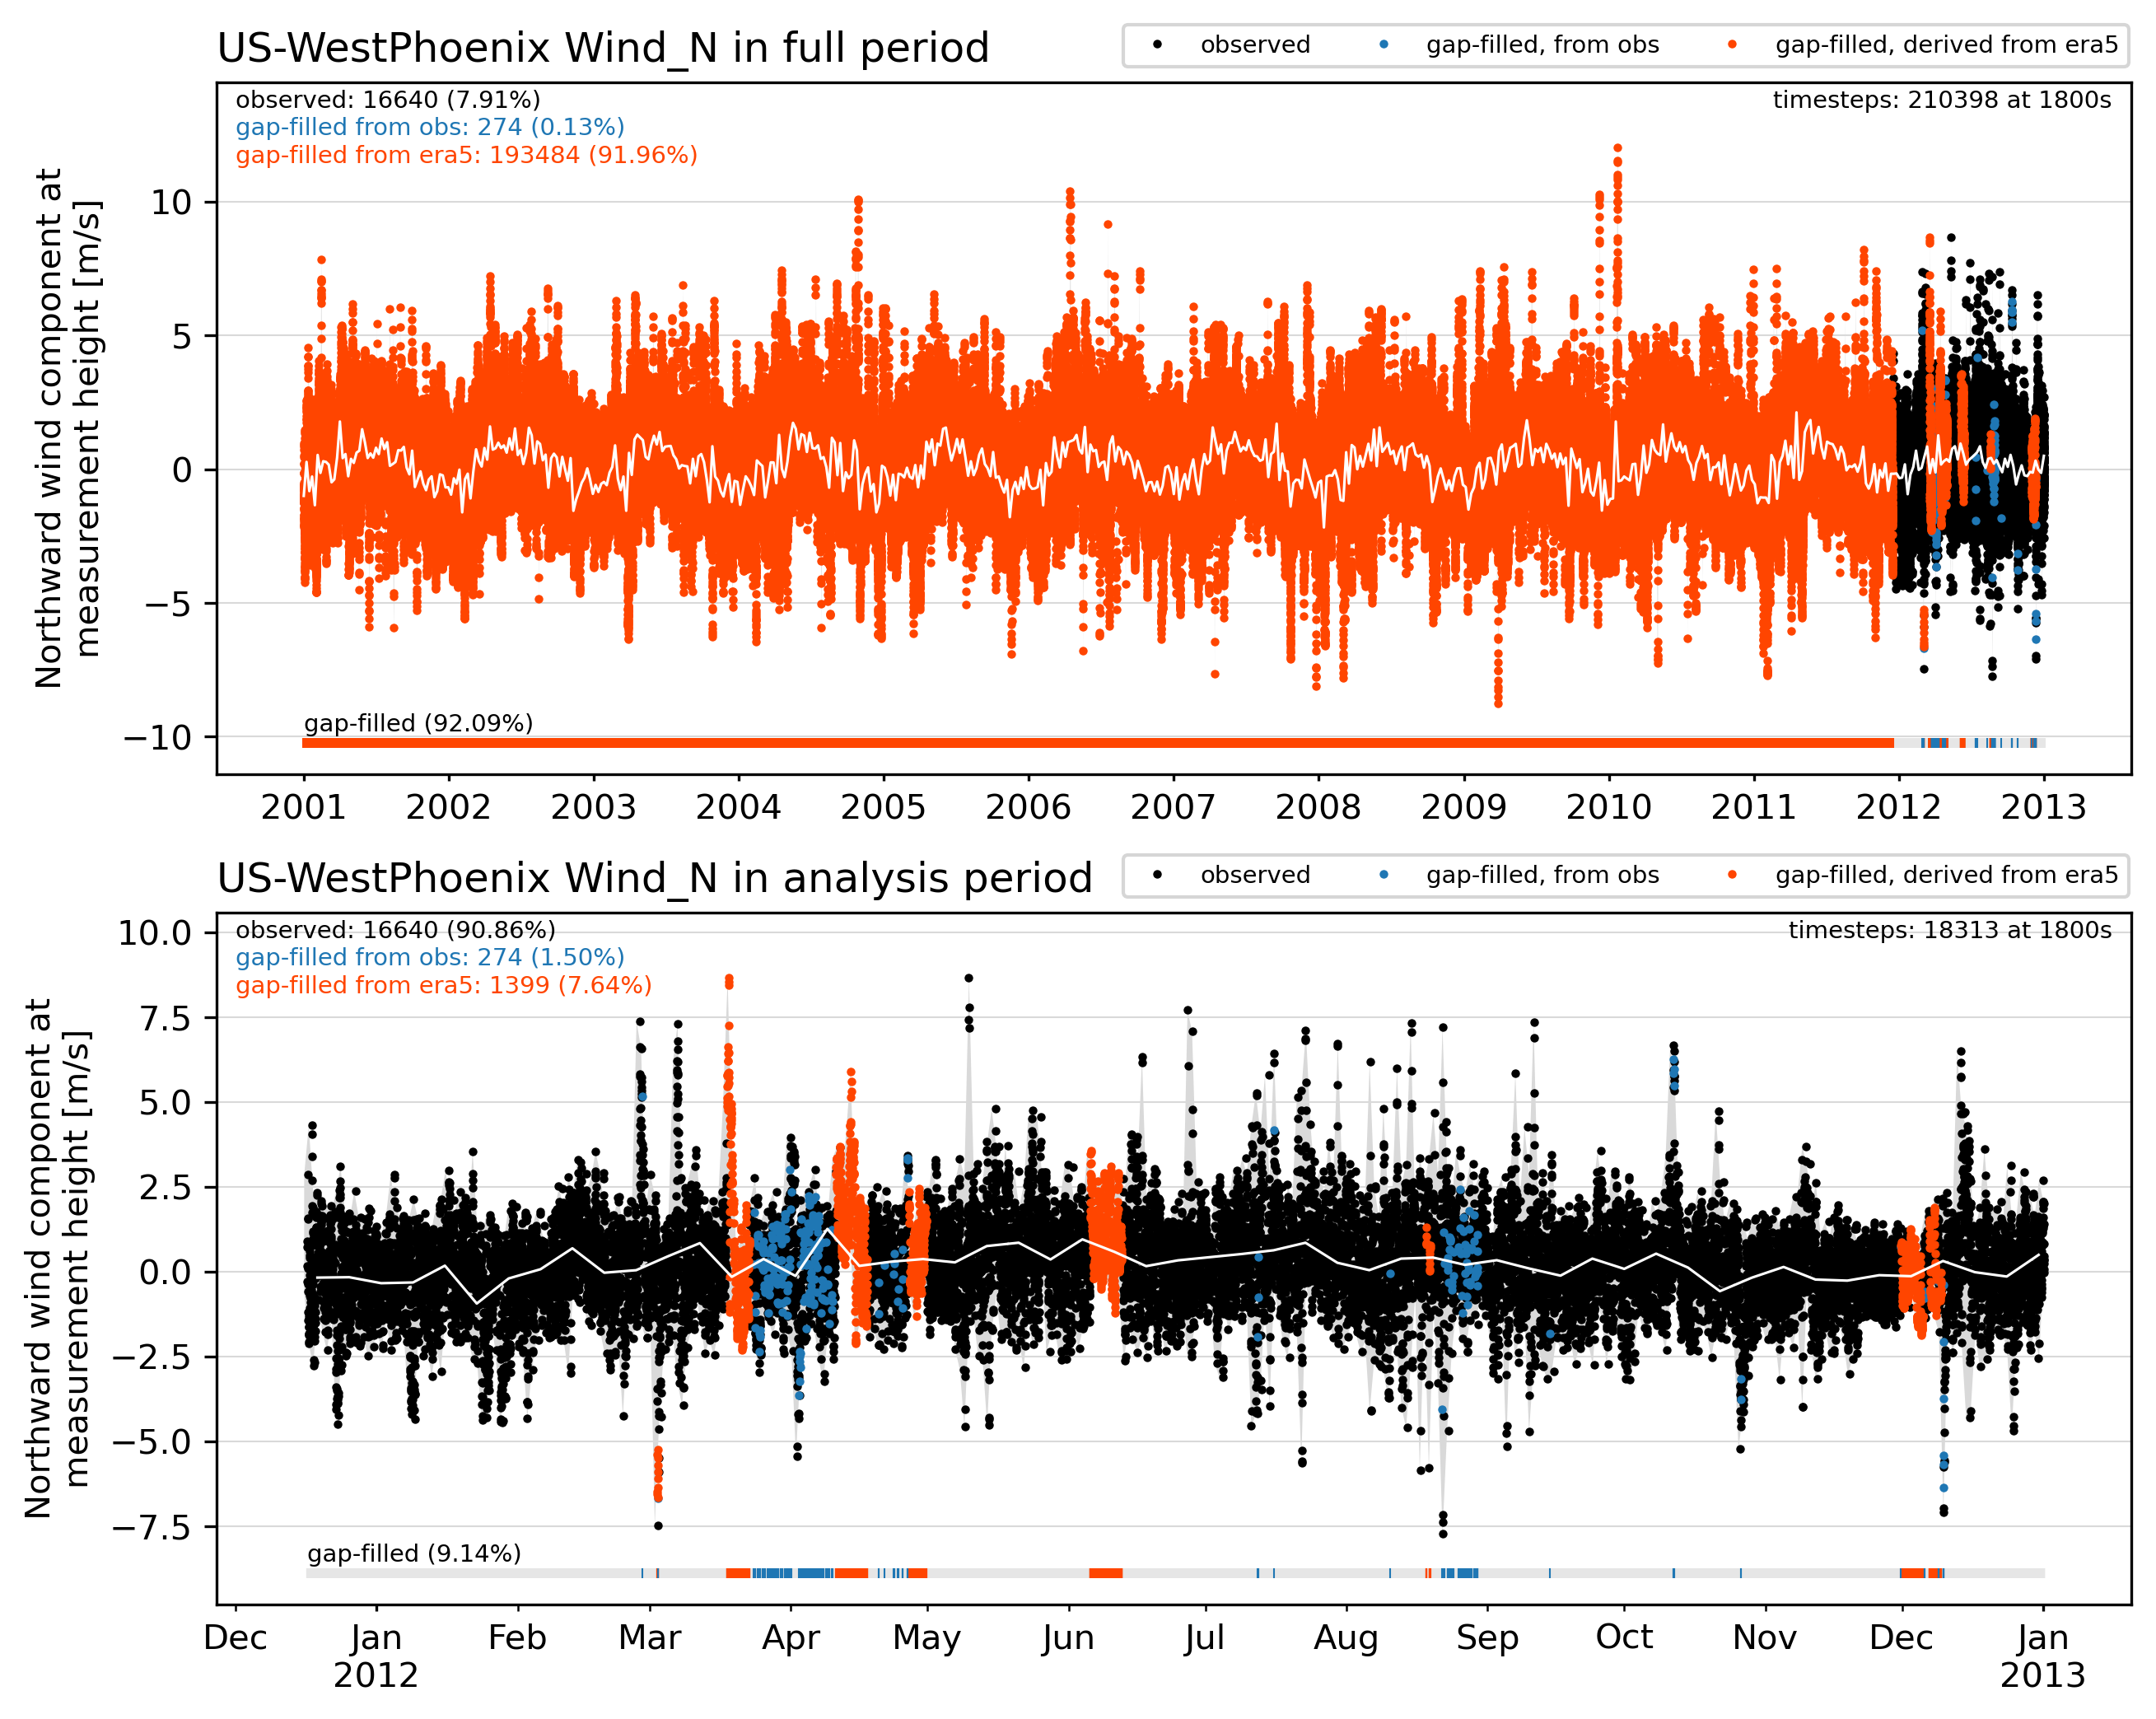 US-WestPhoenix Wind_N in full period
observed
gap-filled, from obs
gap-filled, derived from era5
observed: 16640 (7.91%)
gap-filled from obs: 274 (0.13%)
gap-filled from era5: 193484 (91.96%)
timesteps: 210398 at 1800s
Northward wind component at
measurement height [m/s]
10
5
0
−5
−10
gap-filled (92.09%)
2001
2002
2003
2004
2005
2006
2007
2008
2009
2010
2011
2012
2013
US-WestPhoenix Wind_N in analysis period
observed
gap-filled, from obs
gap-filled, derived from era5
observed: 16640 (90.86%)
gap-filled from obs: 274 (1.50%)
gap-filled from era5: 1399 (7.64%)
timesteps: 18313 at 1800s
Northward wind component at
measurement height [m/s]
10.0
7.5
5.0
2.5
0.0
−2.5
−5.0
−7.5
gap-filled (9.14%)
Dec
Jan
2012
Feb
Mar
Apr
May
Jun
Jul
Aug
Sep
Oct
Nov
Dec
Jan
2013